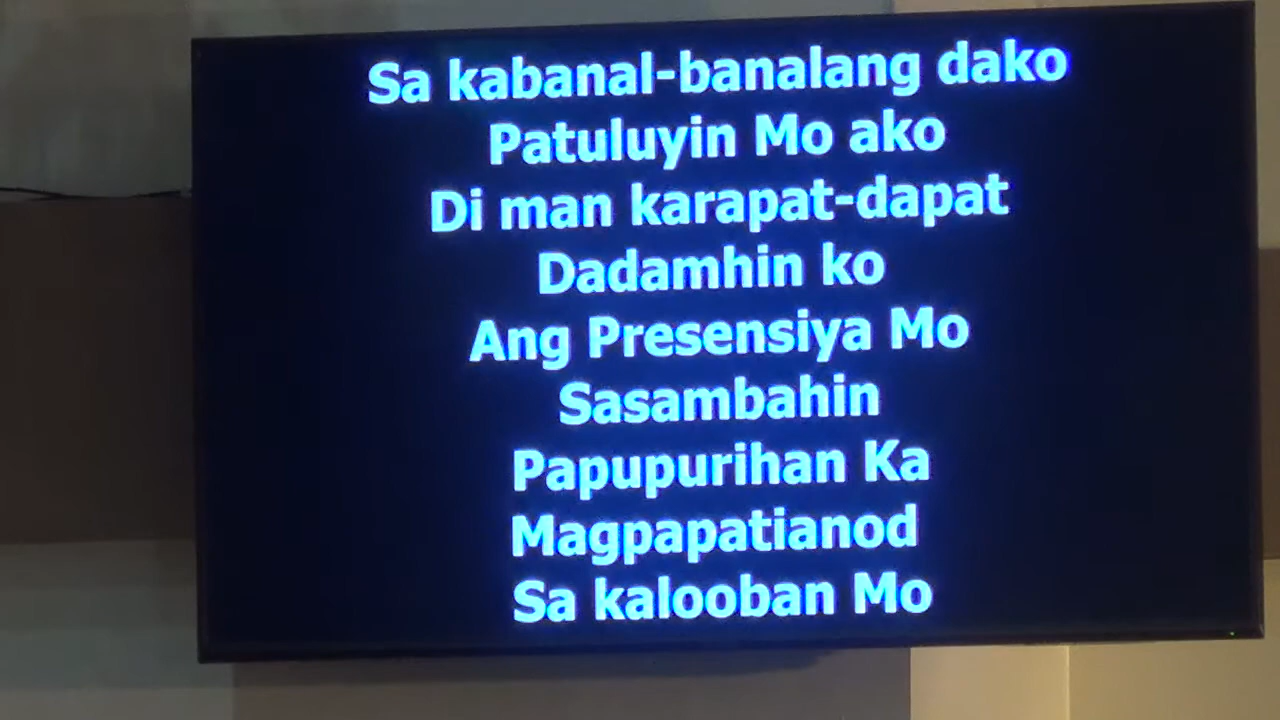 Sa kabanal-banalang dako
Patuluyin Mo ako
Di man karapat-dapat
Dadamhin ko
Ang Presensiya Mo
Sasambahin
Papupurihan Ka
Magpapatianod
Sa kalooban Mo